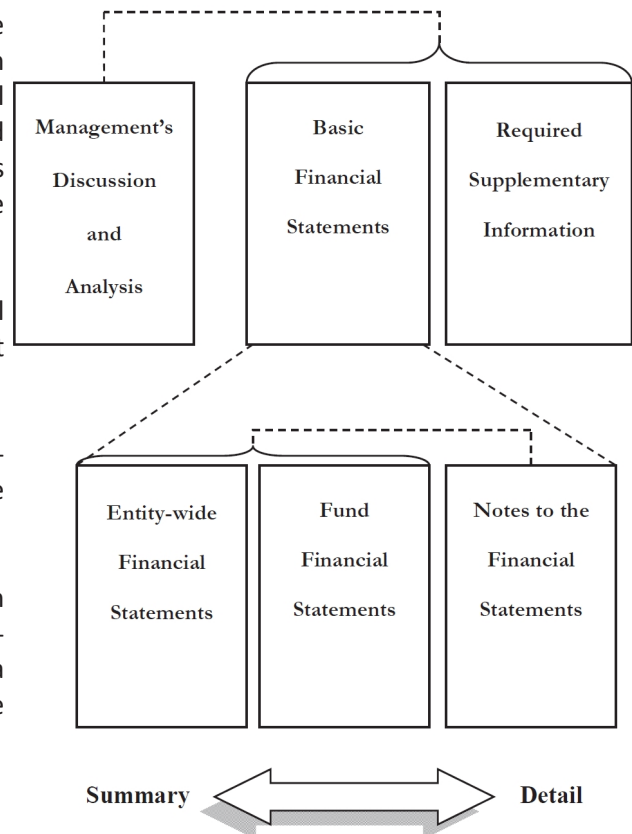 Management's
Discussion
and
Analysis
Basic
Financial
Statements
Required
Supplementary
Information
Entity-wide
Financial
Statements
Fund
Financial
Statements
Notes to the
Financial
Statements
Summary
Detail